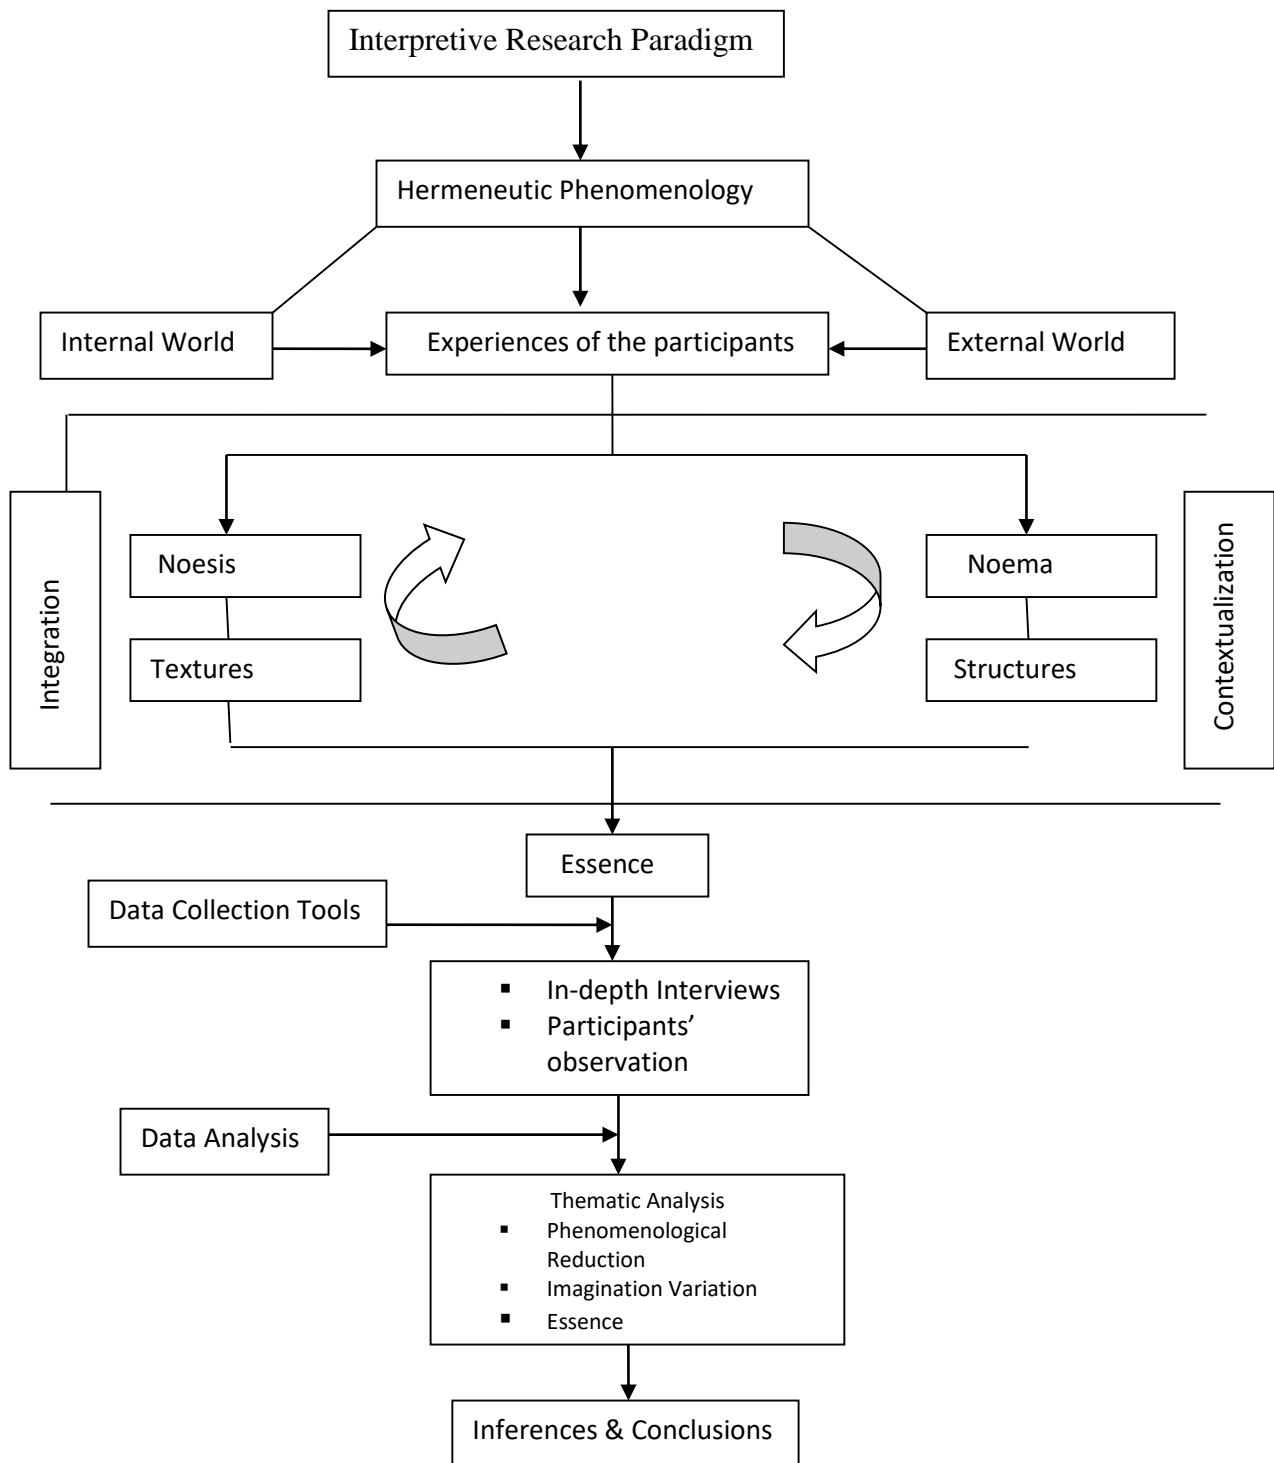 Interpretive Research Paradigm
Hermeneutic Phenomenology
Internal World
Experiences of the participants
External World
Integration
Noesis
Noema
Contextualization
Textures
Structures
Essence
Data Collection Tools
▪ In-depth Interviews
▪ Participants’
observation
Data Analysis
Thematic Analysis
▪ Phenomenological
Reduction
▪ Imagination Variation
▪ Essence
Inferences & Conclusions